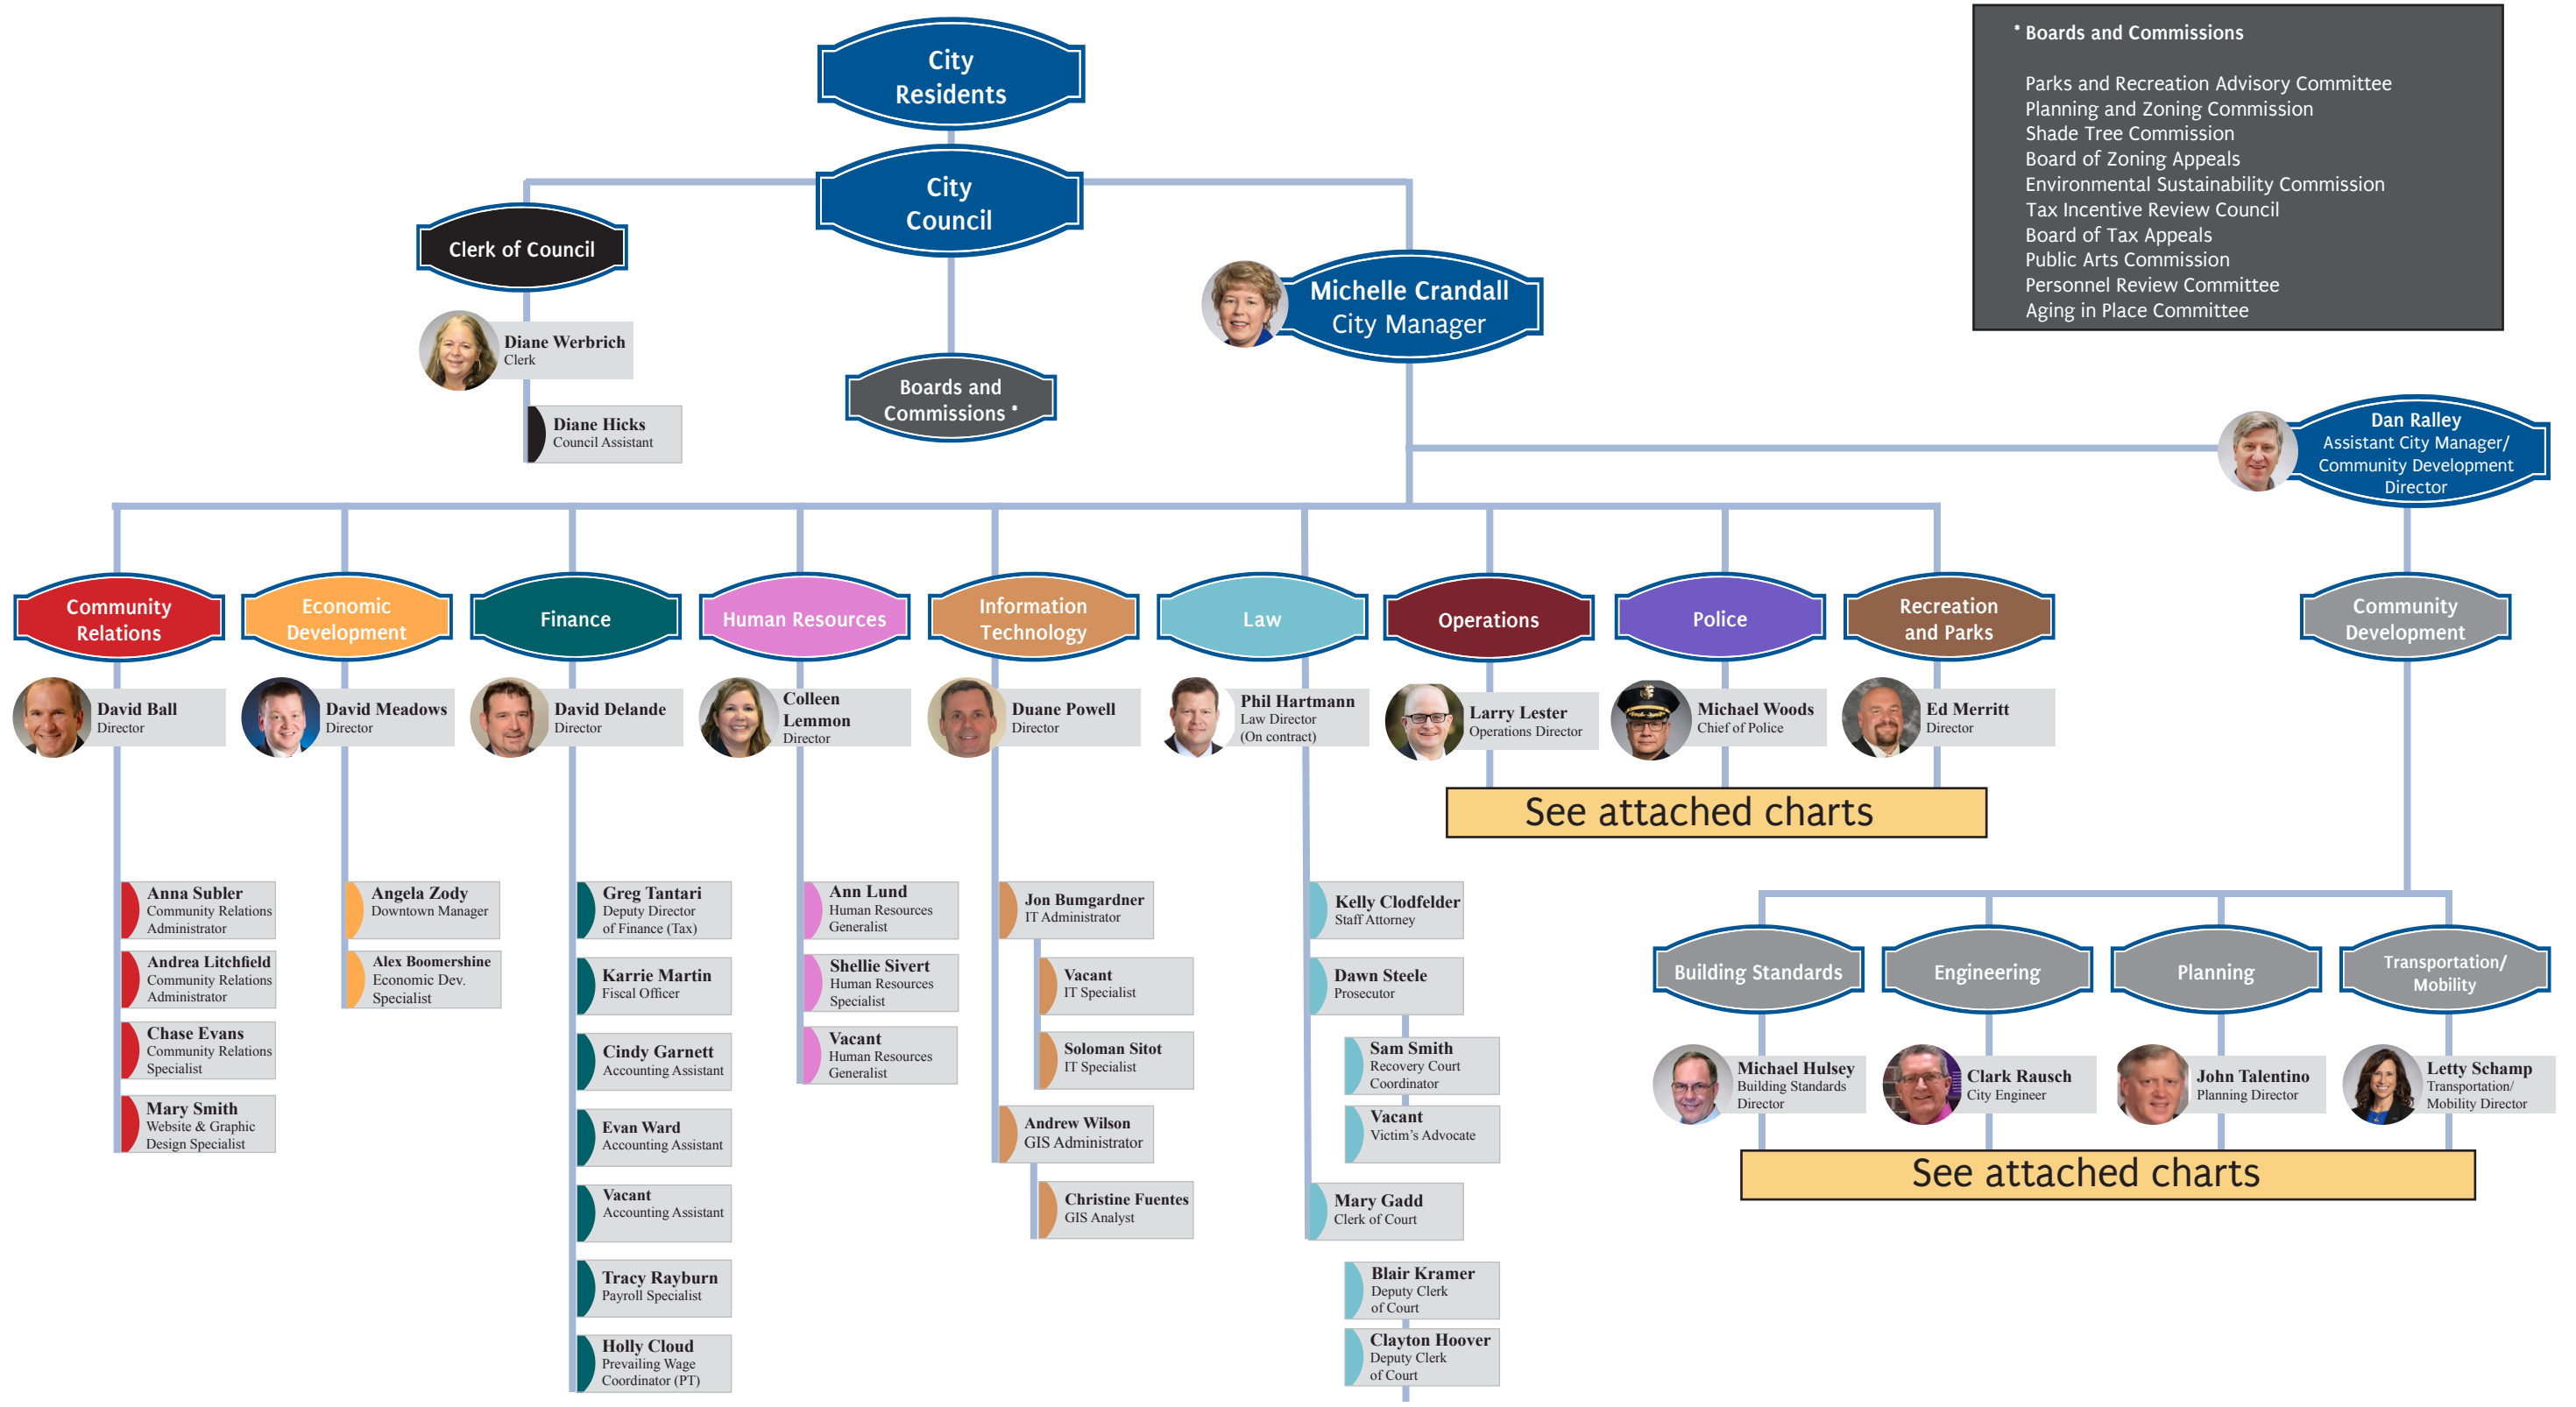 City
Residents
City
Council
* Boards and Commissions
Parks and Recreation Advisory Committee
Planning and Zoning Commission
Shade Tree Commission
Board of Zoning Appeals
Environmental Sustainability Commission
Tax Incentive Review Council
Board of Tax Appeals
Public Arts Commission
Personnel Review Committee
Aging in Place Committee
Clerk of Council
Diane Werbrich
Clerk
Diane Hicks
Council Assistant
Boards and
Commissions *
Michelle Crandall
City Manager
Dan Ralley
Assistant City Manager/
Community Development
Director
Community
Relations
David Ball
Director
Anna Subler
Community Relations
Administrator
Andrea Litchfield
Community Relations
Administrator
Chase Evans
Community Relations
Specialist
Mary Smith
Website & Graphic
Design Specialist
Economic
Development
David Meadows
Director
Angela Zody
Downtown Manager
Alex Boomershine
Economic Dev.
Specialist
Finance
David Delande
Director
Greg Tantari
Deputy Director
of Finance (Tax)
Karrie Martin
Fiscal Officer
Cindy Garnett
Accounting Assistant
Evan Ward
Accounting Assistant
Vacant
Accounting Assistant
Tracy Rayburn
Payroll Specialist
Holly Cloud
Prevailing Wage
Coordinator (PT)
Human Resources
Colleen
Lemmon
Director
Ann Lund
Human Resources
Generalist
Shellie Sivert
Human Resources
Specialist
Vacant
Human Resources
Generalist
Information
Technology
Duane Powell
Director
Jon Bumgardner
IT Administrator
Vacant
IT Specialist
Soloman Sitot
IT Specialist
Andrew Wilson
GIS Administrator
Christine Fuentes
GIS Analyst
Law
Phil Hartmann
Law Director
(On contract)
Kelly Clodfelder
Staff Attorney
Dawn Steele
Prosecutor
Sam Smith
Recovery Court
Coordinator
Vacant
Victim's Advocate
Mary Gadd
Clerk of Court
Blair Kramer
Deputy Clerk
of Court
Clayton Hoover
Deputy Clerk
of Court
Operations
Larry Lester
Operations Director
Police
Michael Woods
Chief of Police
Recreation
and Parks
Ed Merritt
Director
See attached charts
Community
Development
Building Standards
Michael Hulsey
Building Standards
Director
Engineering
Clark Rausch
City Engineer
Planning
John Talentino
Planning Director
Transportation/
Mobility
Letty Schamp
Transportation/
Mobility Director
See attached charts